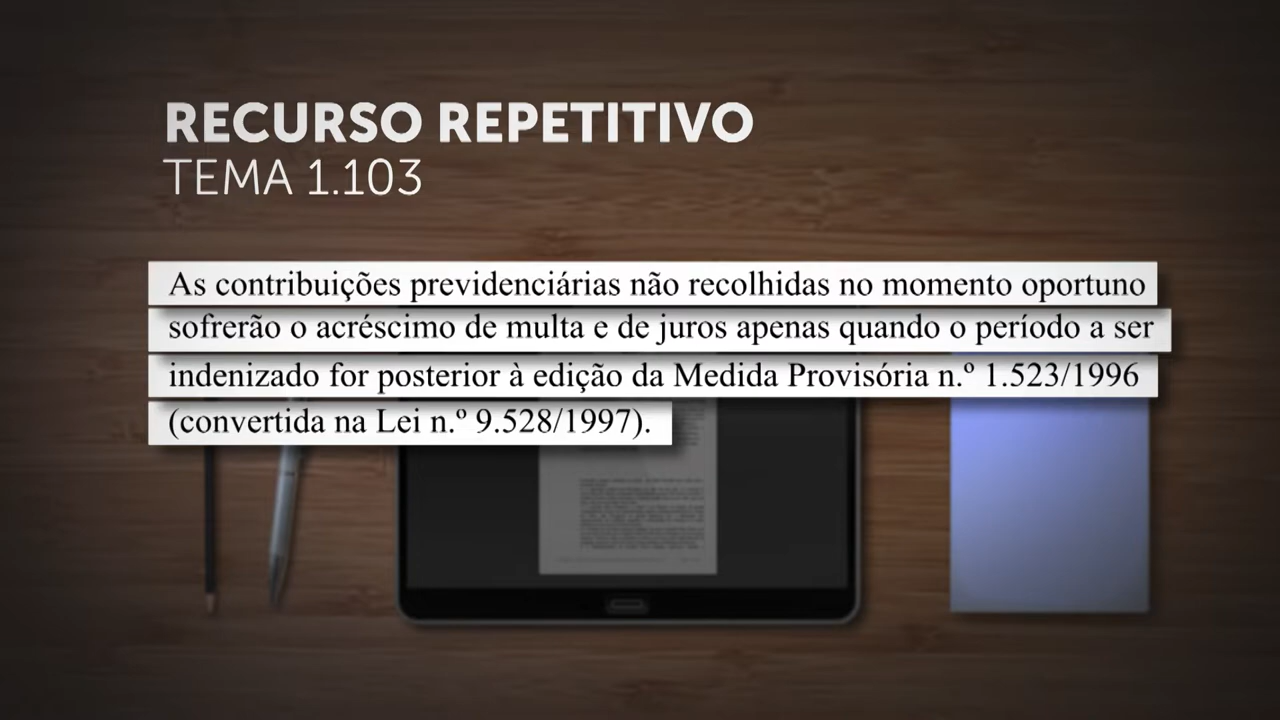 RECURSO REPETITIVO
TEMA 1.103
As contribuições previdenciárias não recolhidas no momento oportuno
sofrerão o acréscimo de multa e de juros apenas quando o período a ser
indenizado for posterior à edição da Medida Provisória n.º 1.523/1996
(convertida na Lei n.º 9.528/1997).